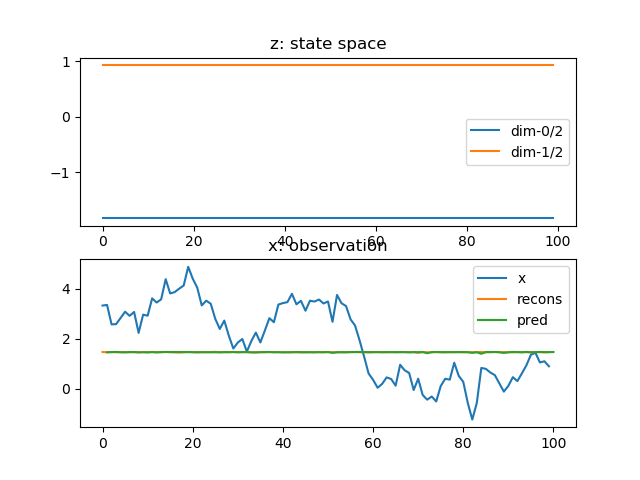 z: state space
1
0
−1
dim-0/2
dim-1/2
0 20 40 60 80 100
x: observation
4
2
0
x
recons
pred
0 20 40 60 80 100